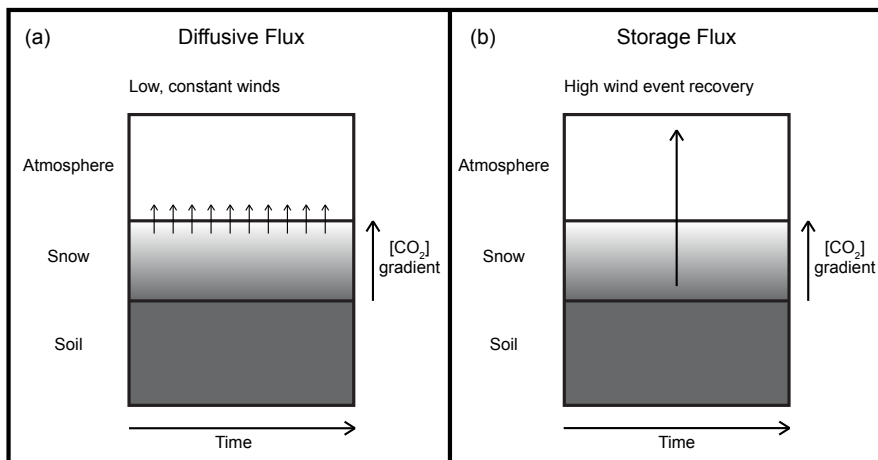 (a)
Diffusive Flux
Low, constant winds
Atmosphere
Snow
Soil
[CO₂]
gradient
Time
(b)
Storage Flux
High wind event recovery
Atmosphere
Snow
Soil
[CO₂]
gradient
Time